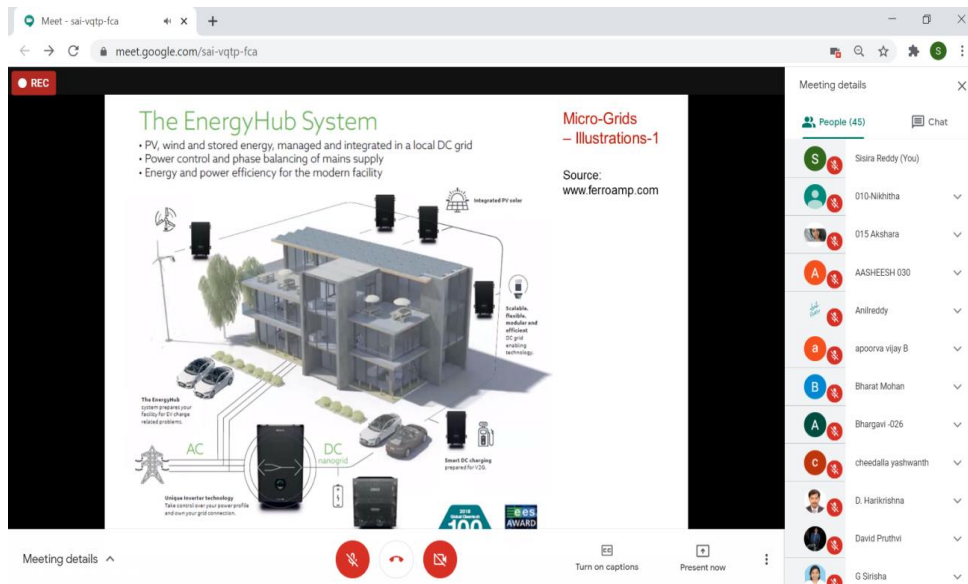 Meet - sai-vqtp-fca
meet.google.com/sai-vqtp-fca
S
REC
The EnergyHub System
• PV, wind and stored energy, managed and integrated in a local DC grid
• Power control and phase balancing of mains supply
• Energy and power efficiency for the modern facility
Micro-Grids
– Illustrations-1
Source:
www.ferroamp.com
Integrated PV solar
Scalable,
flexible,
modular and
efficient
DC grid
enabling
technology.
The EnergyHub
system prepares your
facility for EV charge
related problems.
AC
DC
nanogrid
Smart DC charging
prepared for V2G.
Unique Inverter technology
Take control over your power profile
and own your grid connection.
2018
100
ees
AWARD
Meeting details
People (45)
Chat
S
Sisira Reddy (You)
010-Nikhitha
015 Akshara
A
AASHEESH 030
Anilreddy
a
apoorva vijay B
B
Bharat Mohan
A
Bhargavi -026
c
cheedalla yashwanth
D. Harikrishna
David Pruthvi
G Sirisha
Meeting details
Turn on captions
Present now